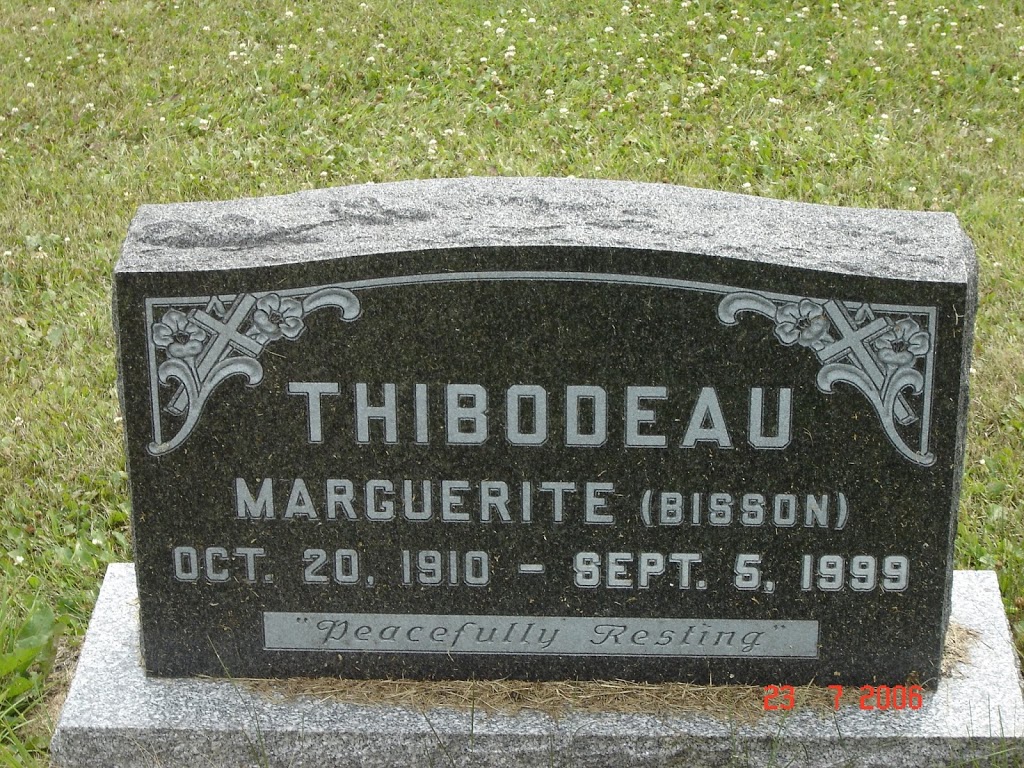 THIBODEAU
MARGUERITE (BISSON)
OCT. 20, 1910 - SEPT. 5, 1999
"Peacefully Resting"
23 7 2006